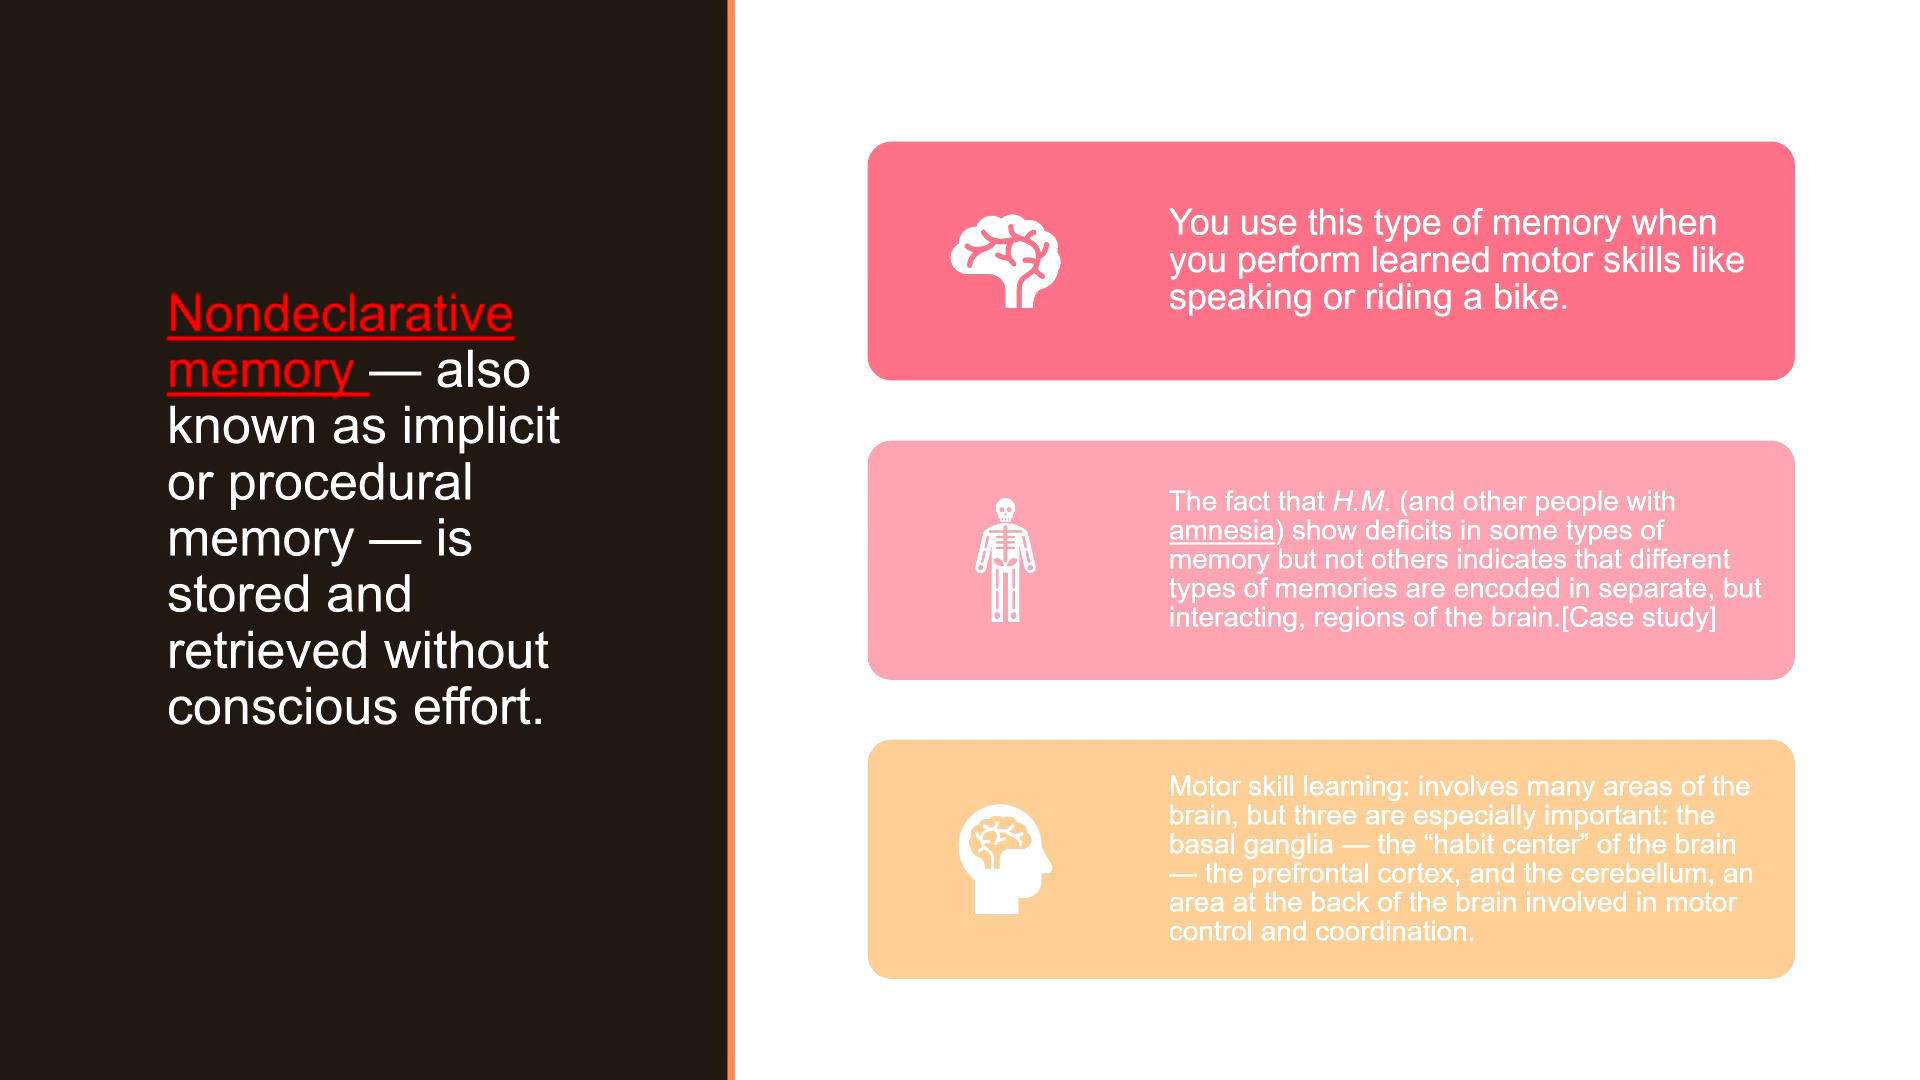 Nondeclarative
memory — also
known as implicit
or procedural
memory — is
stored and
retrieved without
conscious effort.
You use this type of memory when
you perform learned motor skills like
speaking or riding a bike.
The fact that H.M. (and other people with
amnesia) show deficits in some types of
memory but not others indicates that different
types of memories are encoded in separate, but
interacting, regions of the brain.[Case study]
Motor skill learning: involves many areas of the
brain, but three are especially important: the
basal ganglia — the “habit center” of the brain
— the prefrontal cortex, and the cerebellum, an
area at the back of the brain involved in motor
control and coordination.